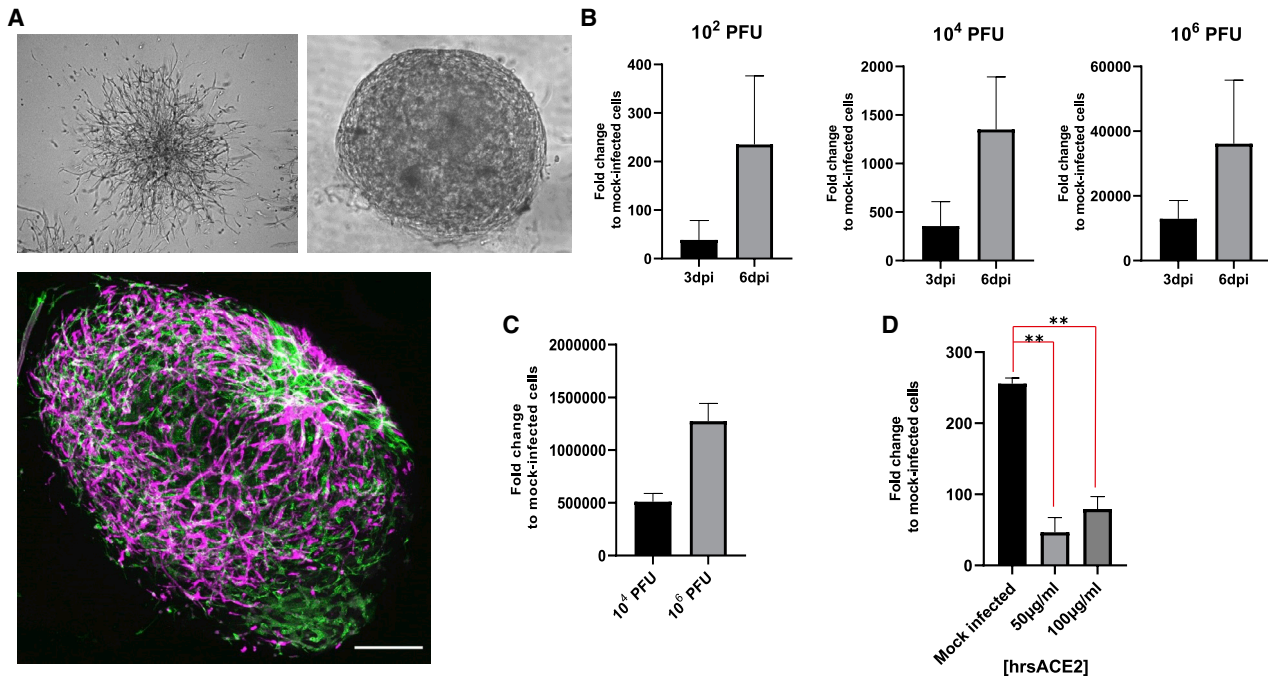 A
B
10² PFU
Fold change
to mock-infected cells
400
300
200
100
0
3dpi
6dpi
10⁴ PFU
Fold change
to mock-infected cells
2000
1500
1000
500
0
3dpi
6dpi
10⁶ PFU
Fold change
to mock-infected cells
60000
40000
20000
0
3dpi
6dpi
C
Fold change
to mock-infected cells
2000000
1500000
1000000
500000
0
10⁴ PFU
10⁶ PFU
D
Fold change
to mock-infected cells
300
200
100
0
**
**
Mock infected
50µg/ml
100µg/ml
[hrsACE2]